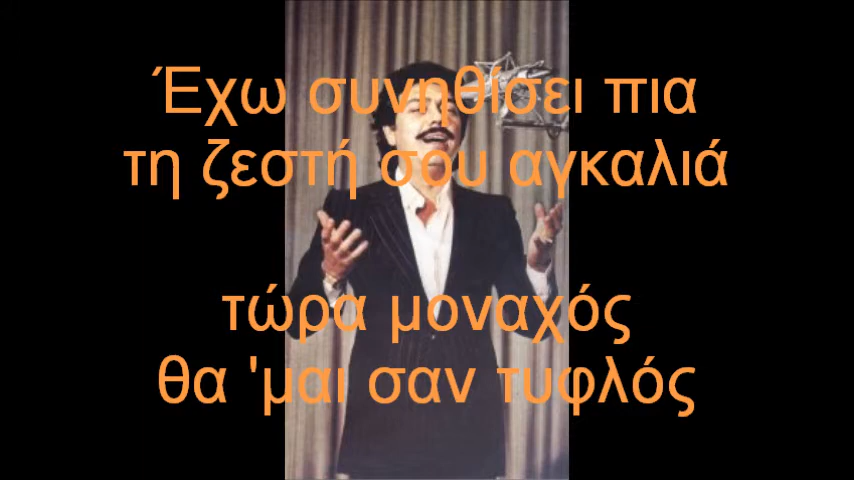 Έχω συνηθίσει πια
τη ζεστή σου αγκαλιά
τώρα μοναχός
θα 'μαι σαν τυφλός